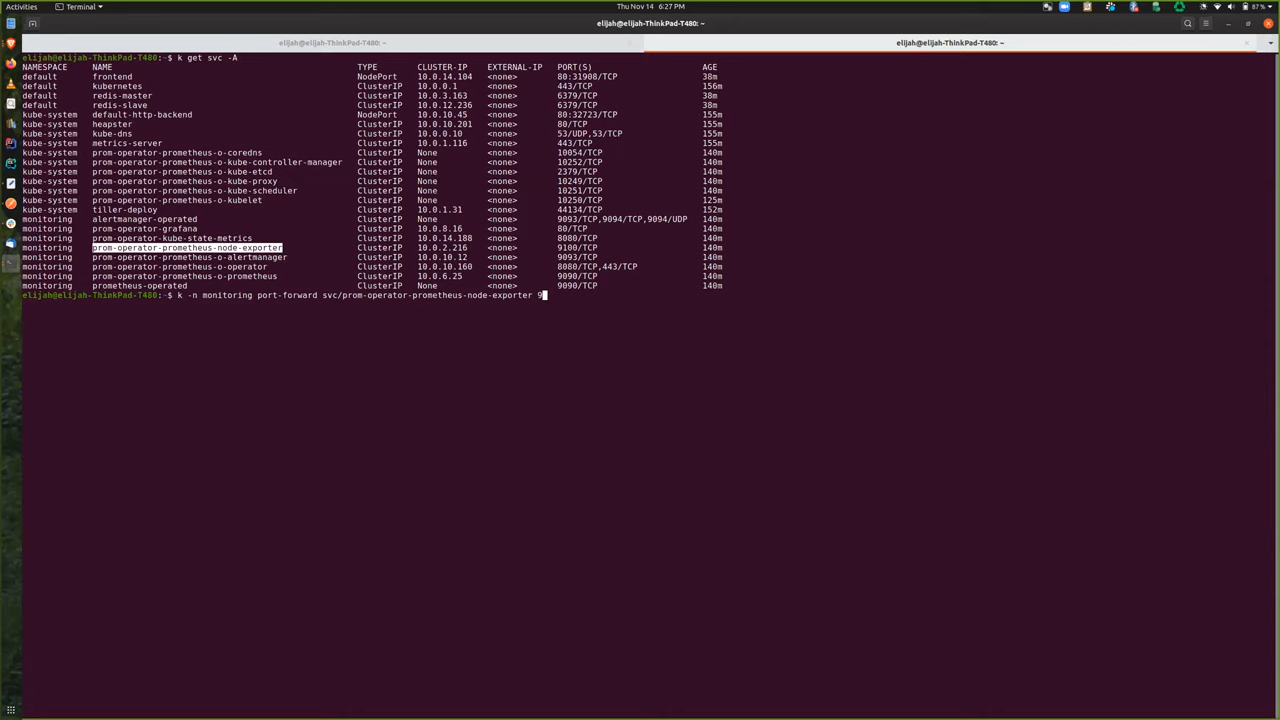 Activities Terminal Thu Nov 14 6:27 PM 87 %
elijah@elijah-ThinkPad-T480: ~
elijah@elijah-ThinkPad-T480: ~ elijah@elijah-ThinkPad-T480: ~
elijah@elijah-ThinkPad-T480:~$ k get svc -A
NAMESPACE NAME TYPE CLUSTER-IP EXTERNAL-IP PORT(S) AGE
default frontend NodePort 10.0.14.104 <none> 80:31908/TCP 38m
default kubernetes ClusterIP 10.0.0.1 <none> 443/TCP 156m
default redis-master ClusterIP 10.0.3.163 <none> 6379/TCP 38m
default redis-slave ClusterIP 10.0.12.236 <none> 6379/TCP 38m
kube-system default-http-backend NodePort 10.0.10.45 <none> 80:32723/TCP 155m
kube-system heapster ClusterIP 10.0.10.201 <none> 80/TCP 155m
kube-system kube-dns ClusterIP 10.0.0.10 <none> 53/UDP,53/TCP 155m
kube-system metrics-server ClusterIP 10.0.1.116 <none> 443/TCP 155m
kube-system prom-operator-prometheus-o-coredns ClusterIP None <none> 10054/TCP 140m
kube-system prom-operator-prometheus-o-kube-controller-manager ClusterIP None <none> 10252/TCP 140m
kube-system prom-operator-prometheus-o-kube-etcd ClusterIP None <none> 2379/TCP 140m
kube-system prom-operator-prometheus-o-kube-proxy ClusterIP None <none> 10249/TCP 140m
kube-system prom-operator-prometheus-o-kube-scheduler ClusterIP None <none> 10251/TCP 140m
kube-system prom-operator-prometheus-o-kubelet ClusterIP None <none> 10250/TCP 125m
kube-system tiller-deploy ClusterIP 10.0.1.31 <none> 44134/TCP 152m
monitoring alertmanager-operated ClusterIP None <none> 9093/TCP,9094/TCP,9094/UDP 140m
monitoring prom-operator-grafana ClusterIP 10.0.8.16 <none> 80/TCP 140m
monitoring prom-operator-kube-state-metrics ClusterIP 10.0.14.188 <none> 8080/TCP 140m
monitoring prom-operator-prometheus-node-exporter ClusterIP 10.0.2.216 <none> 9100/TCP 140m
monitoring prom-operator-prometheus-o-alertmanager ClusterIP 10.0.10.12 <none> 9093/TCP 140m
monitoring prom-operator-prometheus-o-operator ClusterIP 10.0.10.160 <none> 8080/TCP,443/TCP 140m
monitoring prom-operator-prometheus-o-prometheus ClusterIP 10.0.6.25 <none> 9090/TCP 140m
monitoring prometheus-operated ClusterIP None <none> 9090/TCP 140m
elijah@elijah-ThinkPad-T480:~$ k -n monitoring port-forward svc/prom-operator-prometheus-node-exporter 9